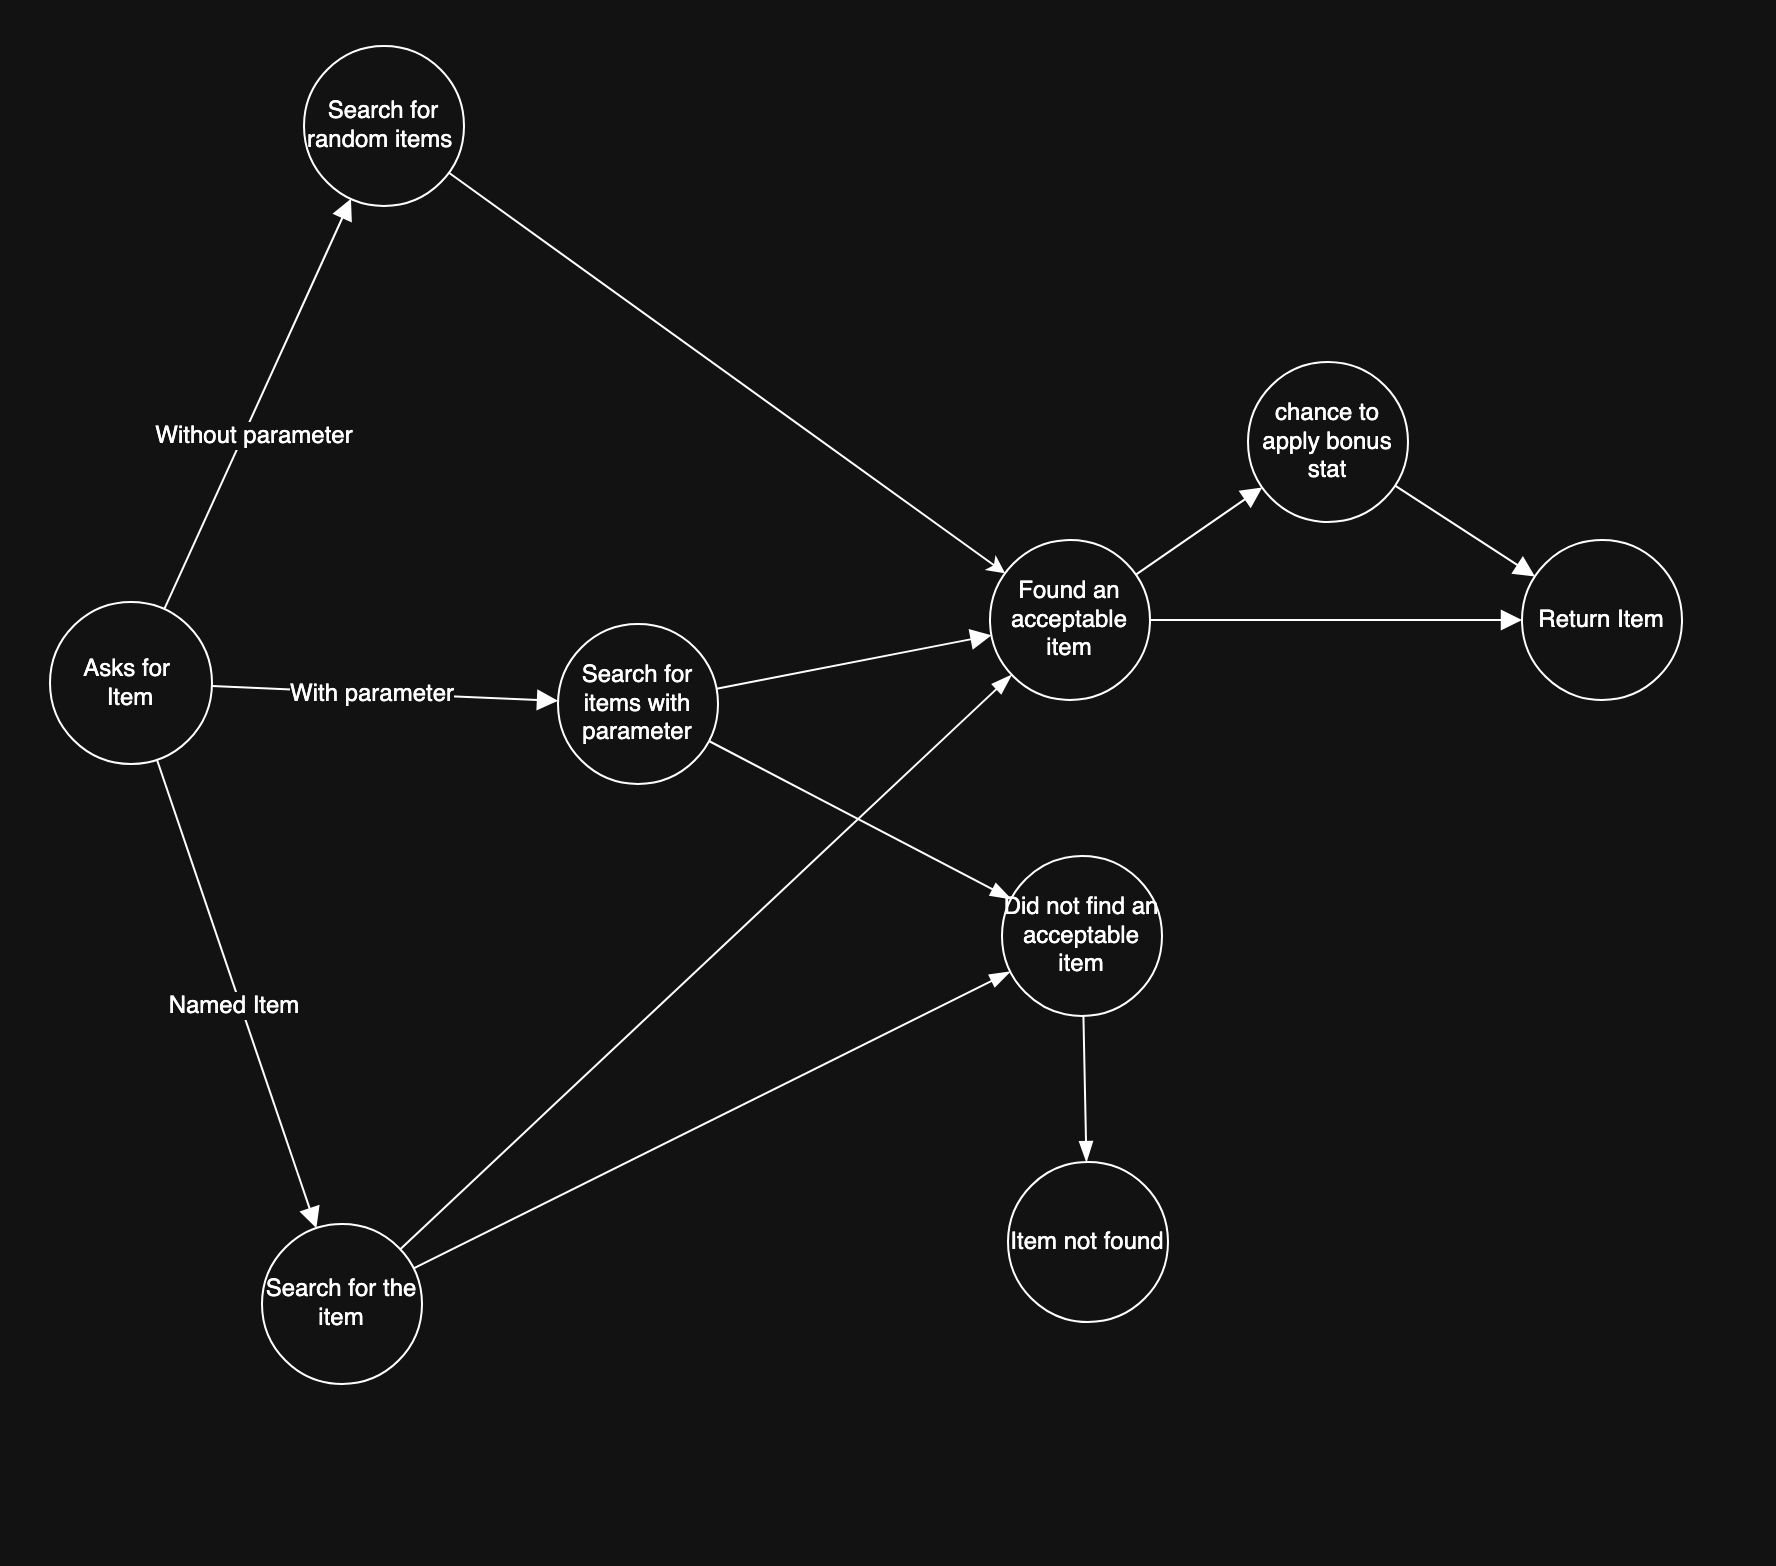 Search for
random items
Without parameter
chance to
apply bonus
stat
Asks for
Item
With parameter
Search for
items with
parameter
Found an
acceptable
item
Return Item
Did not find an
acceptable
item
Named Item
Search for the
item
Item not found